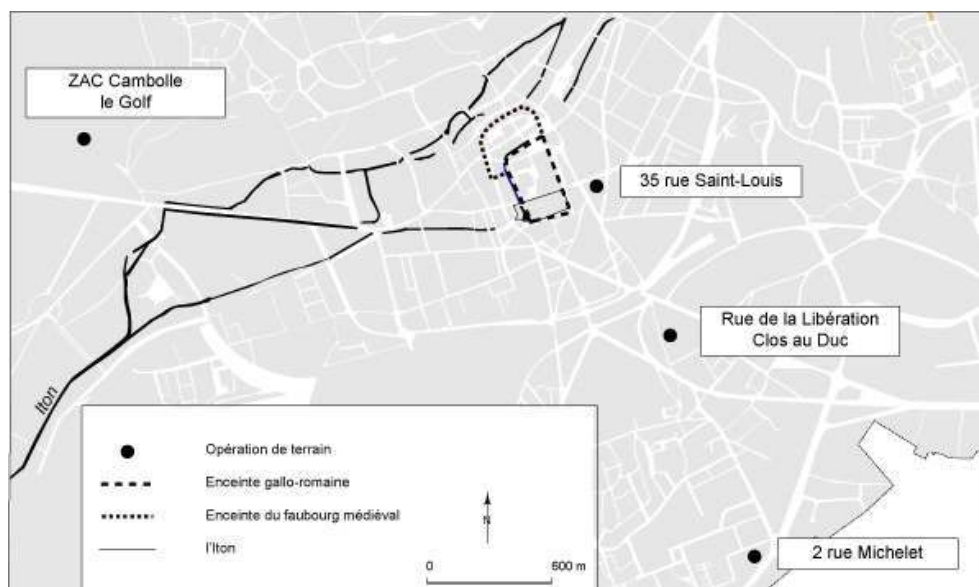 ZAC Cambolle
le Golf
35 rue Saint-Louis
Rue de la Libération
Clos au Duc
Iton
Opération de terrain
Enceinte gallo-romaine
Enceinte du faubourg médiéval
l'Iton
N
0 600 m
2 rue Michelet